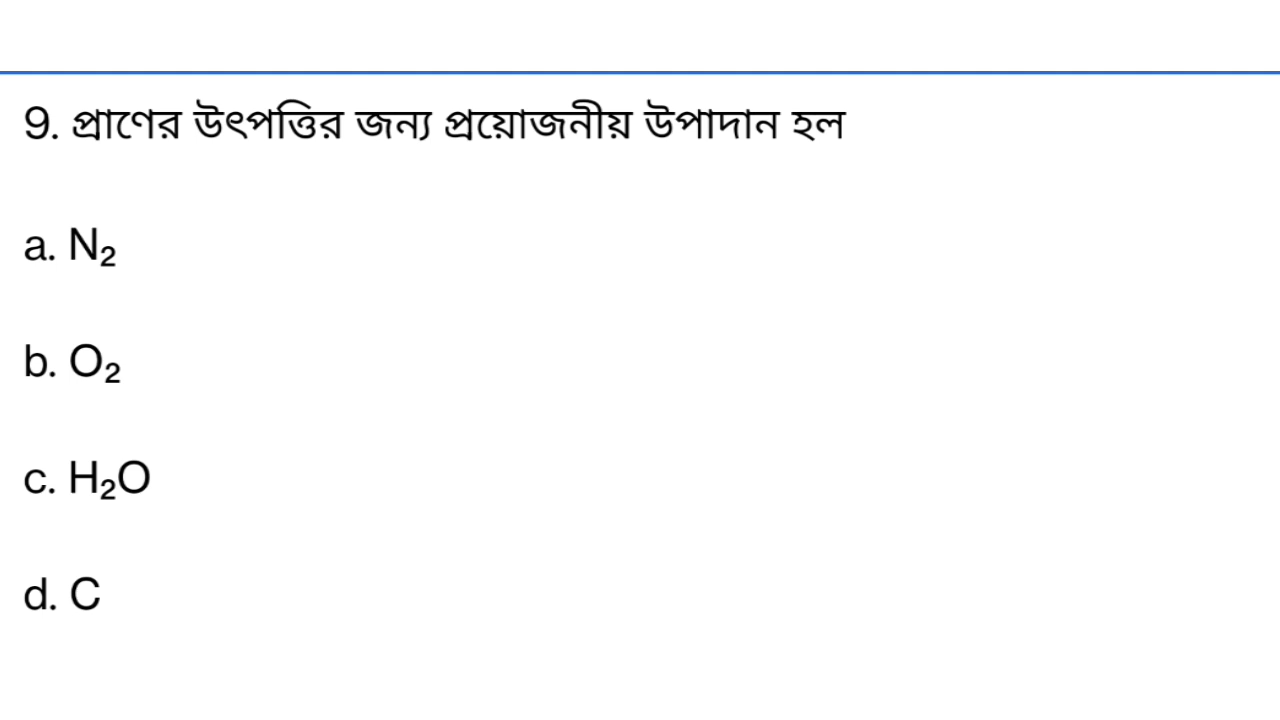 9. প্রাণের উৎপত্তির জন্য প্রয়োজনীয় উপাদান হল
a. N₂
b. O₂
c. H₂O
d. C